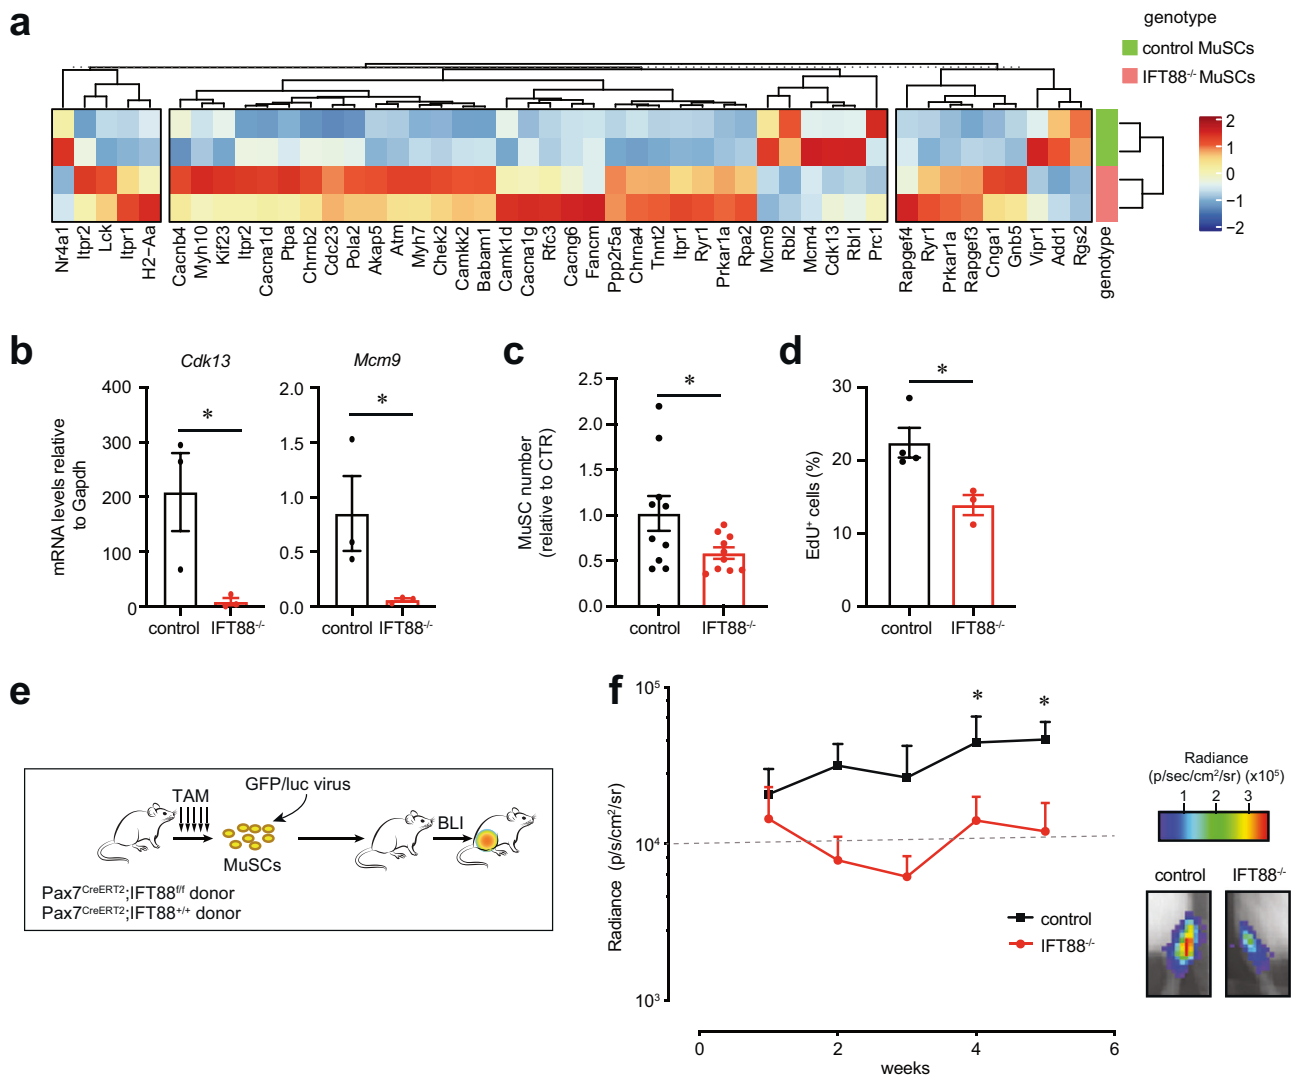 a
genotype
control MuSCs
IFT88-/- MuSCs
2
1
0
−1
−2
Nr4a1
Itpr2
Lck
Itpr1
H2−Aa
Cacnb4
Myh10
Kif23
Itpr2
Cacna1d
Ptpa
Chrnb2
Cdc23
Pola2
Akap5
Atm
Myh7
Chek2
Camkk2
Babam1
Camk1d
Cacna1g
Rfc3
Cacng6
Fancm
Ppp2r5a
Chrna4
Tnnt2
Itpr1
Ryr1
Prkar1a
Rpa2
Mcm9
Rbl2
Mcm4
Cdk13
Rbl1
Prc1
Rapgef4
Ryr1
Prkar1a
Rapgef3
Cnga1
Gnb5
Vipr1
Add1
Rgs2
genotype
b
Cdk13
mRNA levels relative
to Gapdh
400
300
200
100
0
*
control IFT88-/-
Mcm9
2.0
1.5
1.0
0.5
0.0
*
control IFT88-/-
c
MuSC number
(relative to CTR)
2.5
2.0
1.5
1.0
0.5
0.0
*
control IFT88-/-
d
EdU+ cells (%)
30
20
10
0
*
control IFT88-/-
e
TAM
GFP/luc virus
MuSCs
BLI
Pax7CreERT2;IFT88f/f donor
Pax7CreERT2;IFT88+/+ donor
f
Radiance (p/s/cm2/sr)
105
104
103
* *
control
IFT88-/-
0 2 4 6
weeks
Radiance
(p/sec/cm2/sr) (x105)
1 2 3
control IFT88-/-